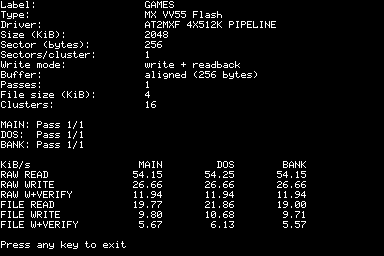 Label: GAMES
Type: MX VV55 Flash
Driver: AT2MXF 4X512K PIPELINE
Size (KiB): 2048
Sector (bytes): 256
Sectors/cluster: 1
Write mode: write + readback
Buffer: aligned (256 bytes)
Passes: 1
File size (KiB): 4
Clusters: 16
MAIN: Pass 1/1
DOS: Pass 1/1
BANK: Pass 1/1
KiB/s MAIN DOS BANK
RAW READ 54.15 54.25 54.15
RAW WRITE 26.66 26.66 26.66
RAW W+VERIFY 11.94 11.94 11.94
FILE READ 19.77 21.86 19.00
FILE WRITE 9.80 10.68 9.71
FILE W+VERIFY 5.67 6.13 5.57
Press any key to exit